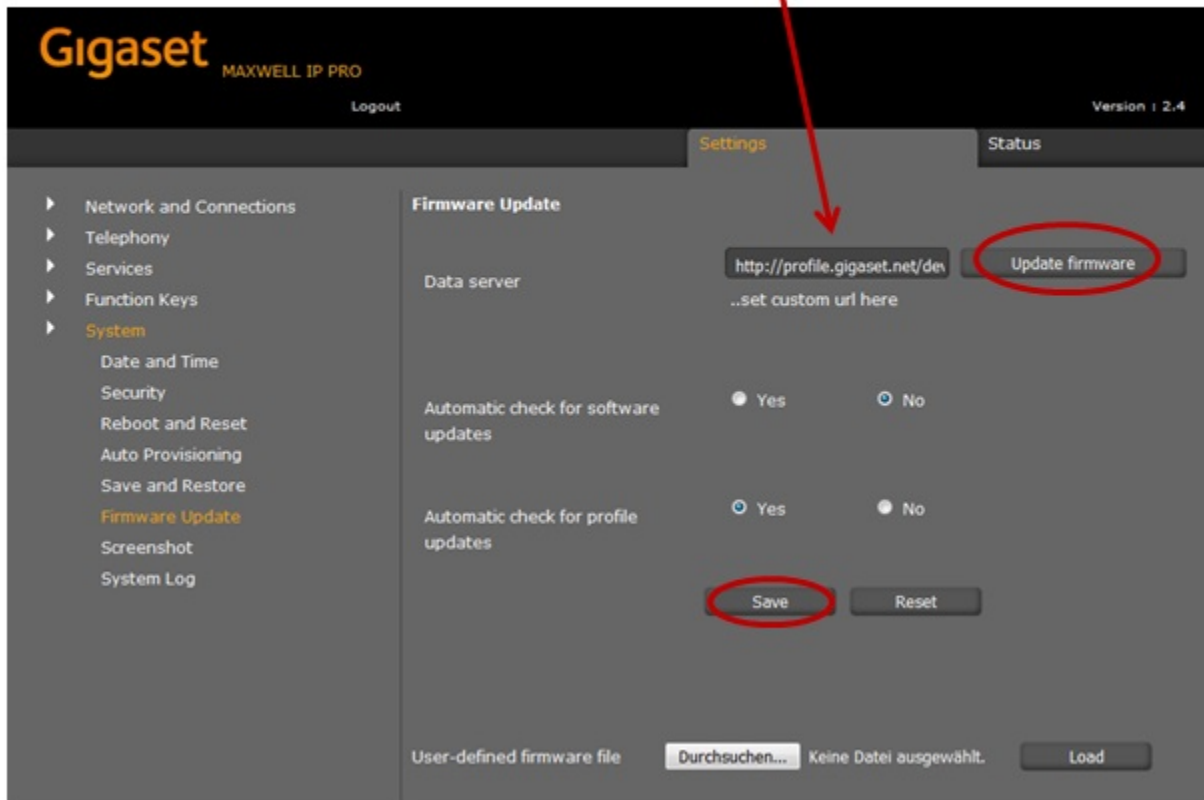 Gigaset MAXWELL IP PRO
Logout
Version : 2.4
Settings
Status
Network and Connections
Telephony
Services
Function Keys
System
Date and Time
Security
Reboot and Reset
Auto Provisioning
Save and Restore
Firmware Update
Screenshot
System Log
Firmware Update
Data server
http://profile.gigaset.net/dev
Update firmware
..set custom url here
Automatic check for software
updates
Yes
No
Automatic check for profile
updates
Yes
No
Save
Reset
User-defined firmware file
Durchsuchen...
Keine Datei ausgewählt.
Load